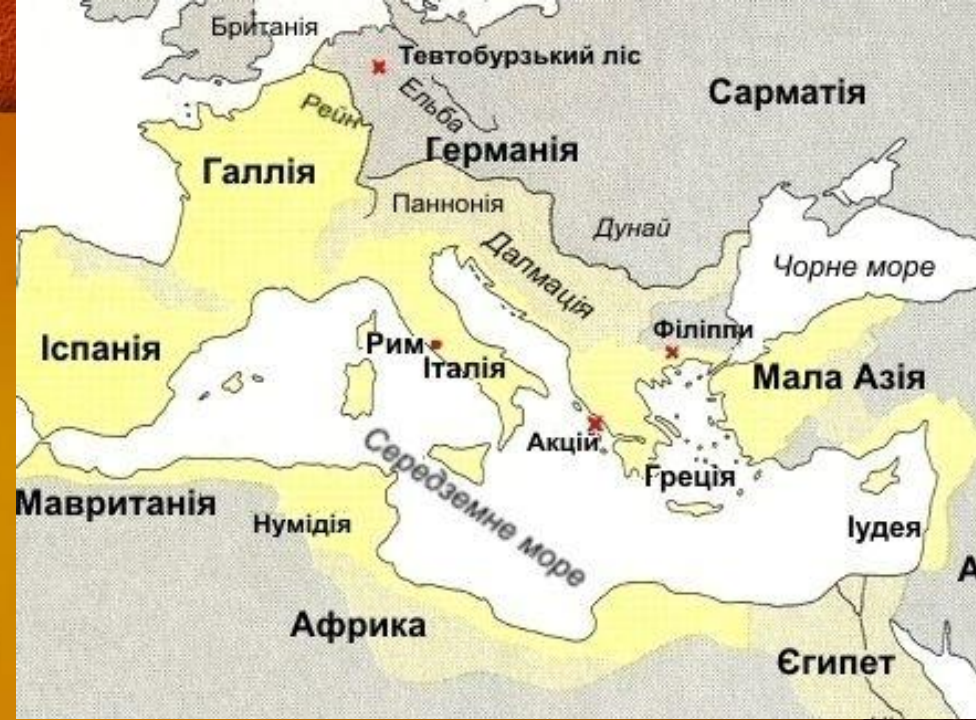 Британія
Тевтобурзький ліс
Рейн
Ельба
Сарматія
Германія
Галлія
Паннонія
Дунай
Далмація
Чорне море
Філіппи
Рим
Іспанія
Італія
Мала Азія
Акцій
Середземне море
Греція
Мавританія
Нумідія
Іудея
А
Африка
Єгипет